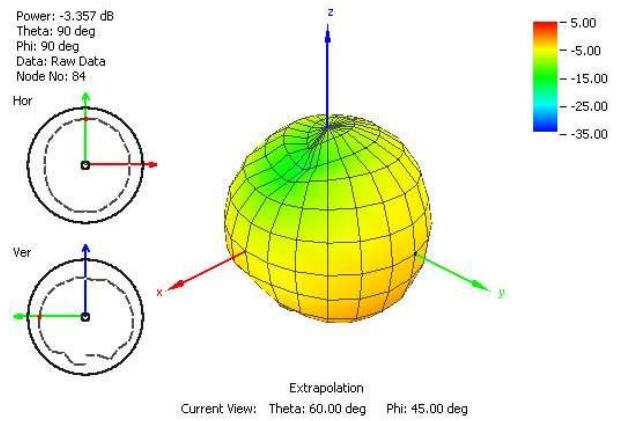 Power: -3.357 dB
Theta: 90 deg
Phi: 90 deg
Data: Raw Data
Node No: 84
Hor
Ver
z
x
y
5.00
-5.00
-15.00
-25.00
-35.00
Extrapolation
Current View: Theta: 60.00 deg Phi: 45.00 deg